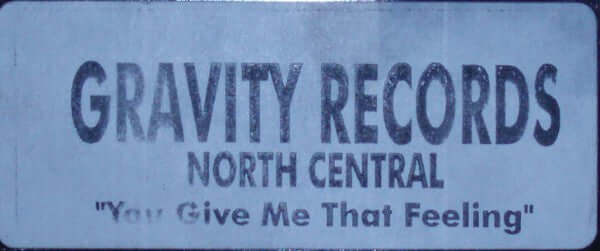 GRAVITY RECORDS
NORTH CENTRAL
"You Give Me That Feeling"